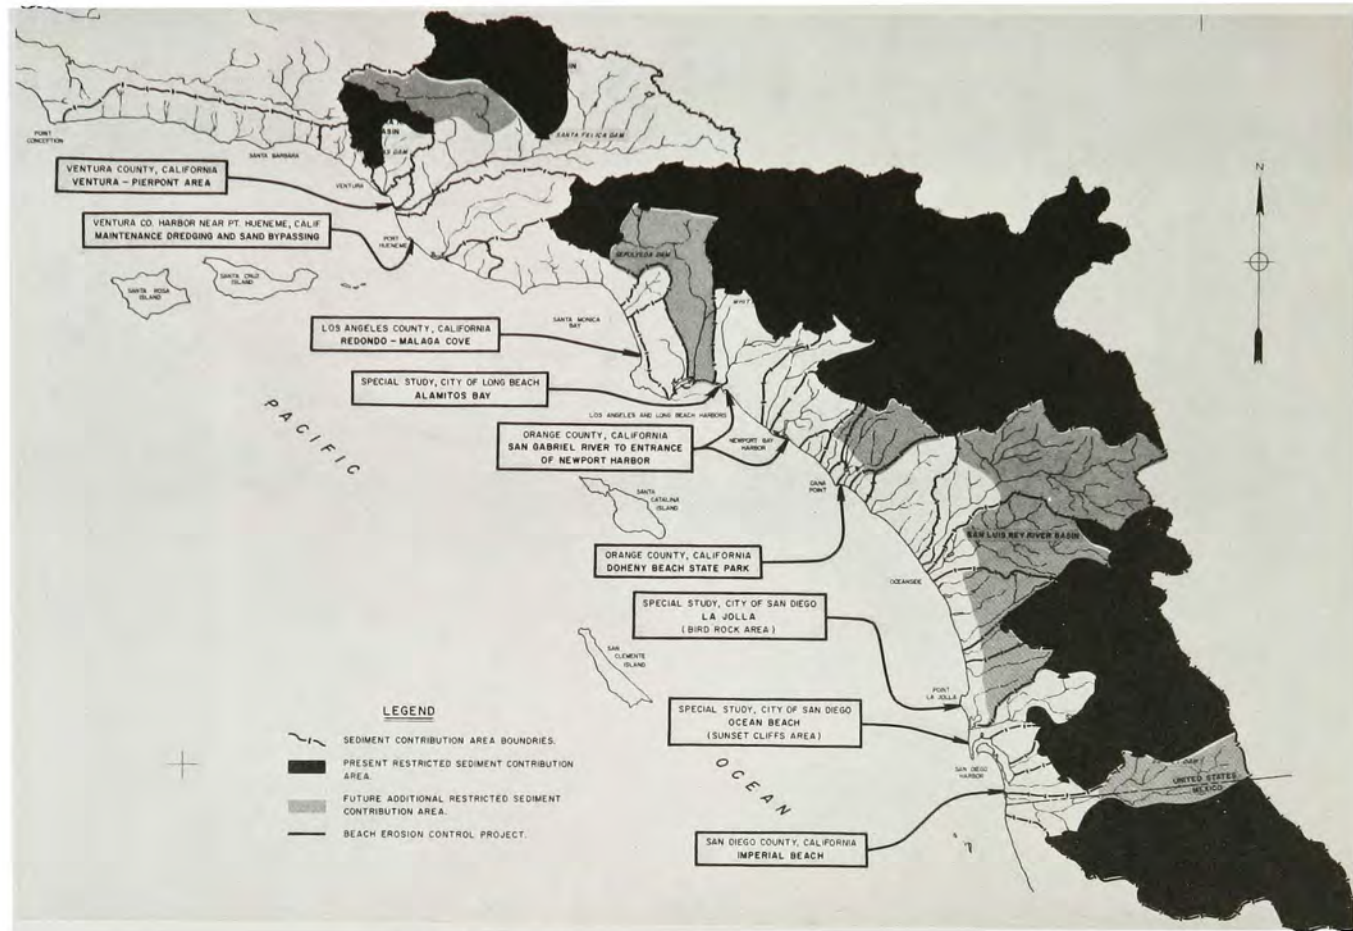 POINT
CONCEPTION
SANTA BARBARA
VENTURA
SANTA FELICA DAM
BASIN
DAM
VENTURA COUNTY, CALIFORNIA
VENTURA – PIERPONT AREA
VENTURA CO. HARBOR NEAR PT. HUENEME, CALIF
MAINTENANCE DREDGING AND SAND BYPASSING
PORT
HUENEME
SANTA ROSA
ISLAND
SANTA CRUZ
ISLAND
SEPULVEDA DAM
N
SANTA MONICA
BAY
LOS ANGELES COUNTY, CALIFORNIA
REDONDO – MALAGA COVE
SPECIAL STUDY, CITY OF LONG BEACH
ALAMITOS BAY
LOS ANGELES AND LONG BEACH HARBORS
PACIFIC
ORANGE COUNTY, CALIFORNIA
SAN GABRIEL RIVER TO ENTRANCE
OF NEWPORT HARBOR
NEWPORT BAY
HARBOR
DANA
POINT
SANTA
CATALINA
ISLAND
SAN LUIS REY RIVER BASIN
ORANGE COUNTY, CALIFORNIA
DOHENY BEACH STATE PARK
OCEANSIDE
SPECIAL STUDY, CITY OF SAN DIEGO
LA JOLLA
(BIRD ROCK AREA)
SAN
CLEMENTE
ISLAND
POINT
LA JOLLA
SPECIAL STUDY, CITY OF SAN DIEGO
OCEAN BEACH
(SUNSET CLIFFS AREA)
SAN DIEGO
HARBOR
DAM
UNITED STATES
MEXICO
OCEAN
SAN DIEGO COUNTY, CALIFORNIA
IMPERIAL BEACH
LEGEND
SEDIMENT CONTRIBUTION AREA BOUNDRIES.
PRESENT RESTRICTED SEDIMENT CONTRIBUTION
AREA.
FUTURE ADDITIONAL RESTRICTED SEDIMENT
CONTRIBUTION AREA.
BEACH EROSION CONTROL PROJECT.